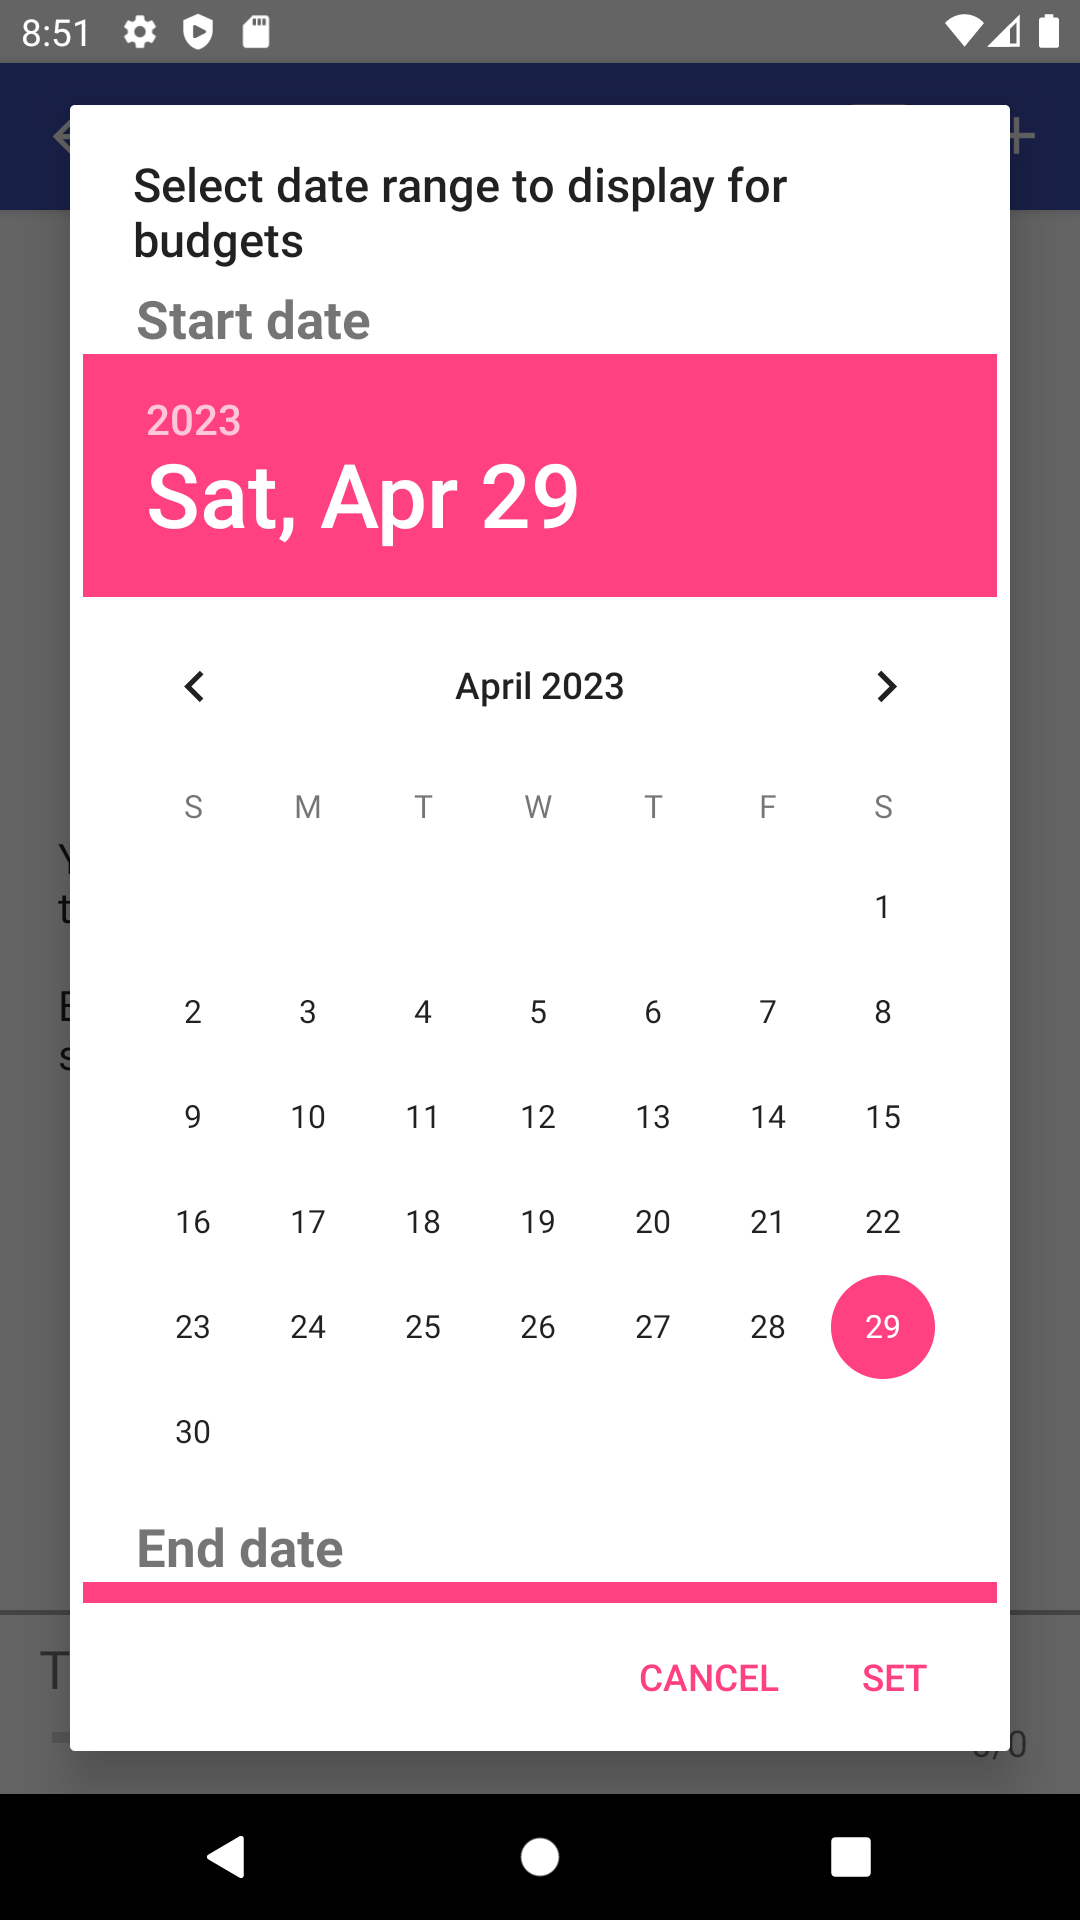 8:51
Select date range to display for
budgets
Start date
2023
Sat, Apr 29
April 2023
S M T W T F S
1
2 3 4 5 6 7 8
9 10 11 12 13 14 15
16 17 18 19 20 21 22
23 24 25 26 27 28 29
30
End date
CANCEL SET